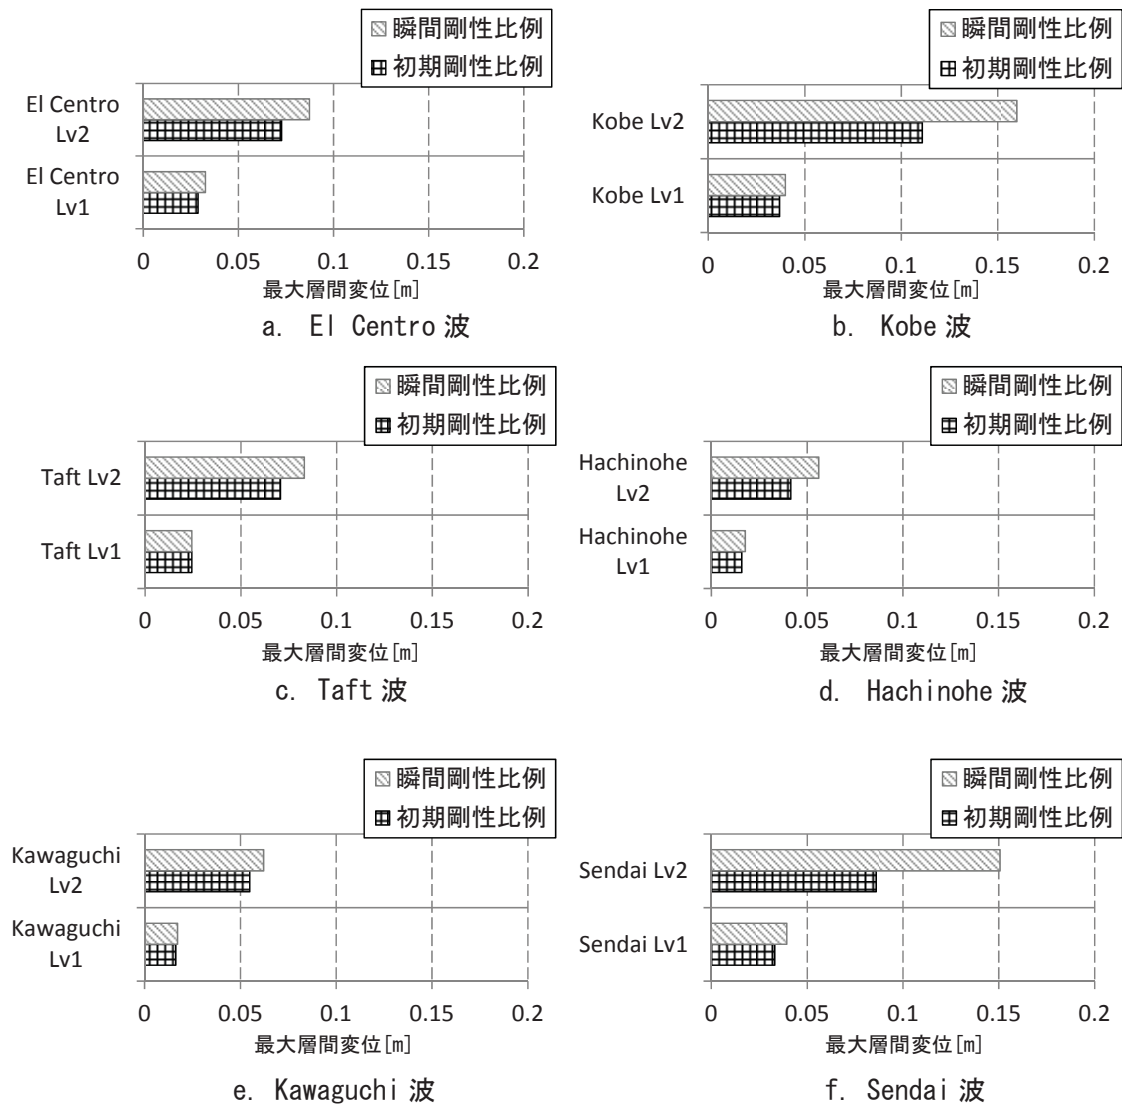 瞬間剛性比例
初期剛性比例
El Centro
Lv2
El Centro
Lv1
0 0.05 0.1 0.15 0.2
最大層間変位[m]
a. El Centro 波
瞬間剛性比例
初期剛性比例
Kobe Lv2
Kobe Lv1
0 0.05 0.1 0.15 0.2
最大層間変位[m]
b. Kobe 波
瞬間剛性比例
初期剛性比例
Taft Lv2
Taft Lv1
0 0.05 0.1 0.15 0.2
最大層間変位[m]
c. Taft 波
瞬間剛性比例
初期剛性比例
Hachinohe
Lv2
Hachinohe
Lv1
0 0.05 0.1 0.15 0.2
最大層間変位[m]
d. Hachinohe 波
瞬間剛性比例
初期剛性比例
Kawaguchi
Lv2
Kawaguchi
Lv1
0 0.05 0.1 0.15 0.2
最大層間変位[m]
e. Kawaguchi 波
瞬間剛性比例
初期剛性比例
Sendai Lv2
Sendai Lv1
0 0.05 0.1 0.15 0.2
最大層間変位[m]
f. Sendai 波